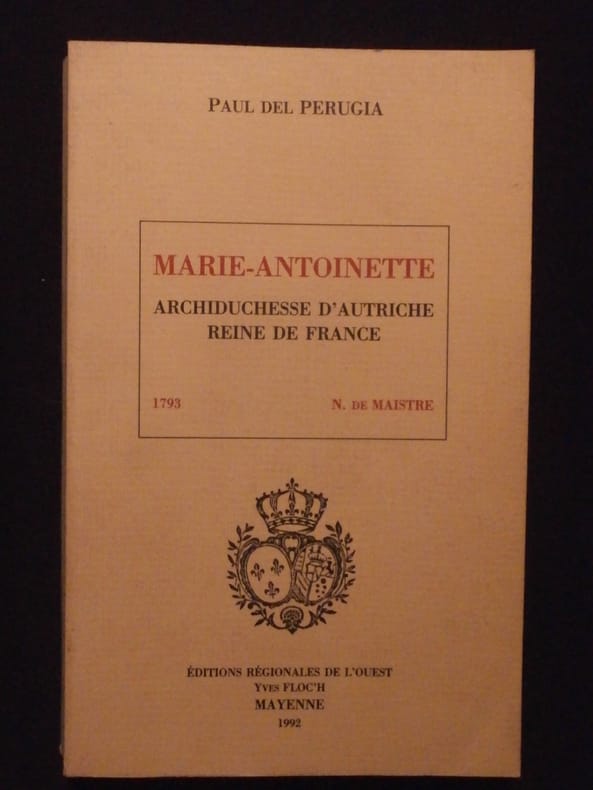 PAUL DEL PERUGIA
MARIE-ANTOINETTE
ARCHIDUCHESSE D'AUTRICHE
REINE DE FRANCE
1793 N. DE MAISTRE
ÉDITIONS RÉGIONALES DE L'OUEST
YVES FLOC'H
MAYENNE
1992